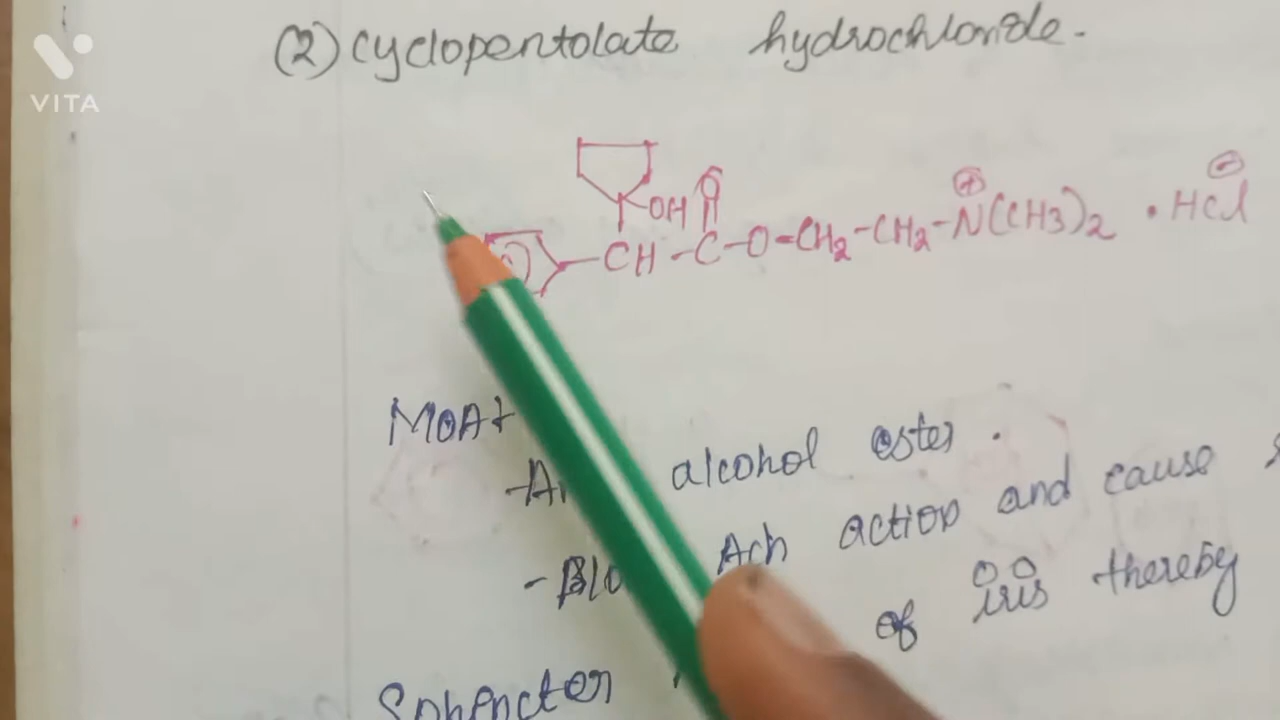 VITA
(2) cyclopentolate hydrochloride.
OH O
CH - C - O - CH2 - CH2 - N(CH3)2 . HCl
⊕ ⊖
MOA+
alcohol ester .
Ach action and cause
of iris thereby
Sphencter